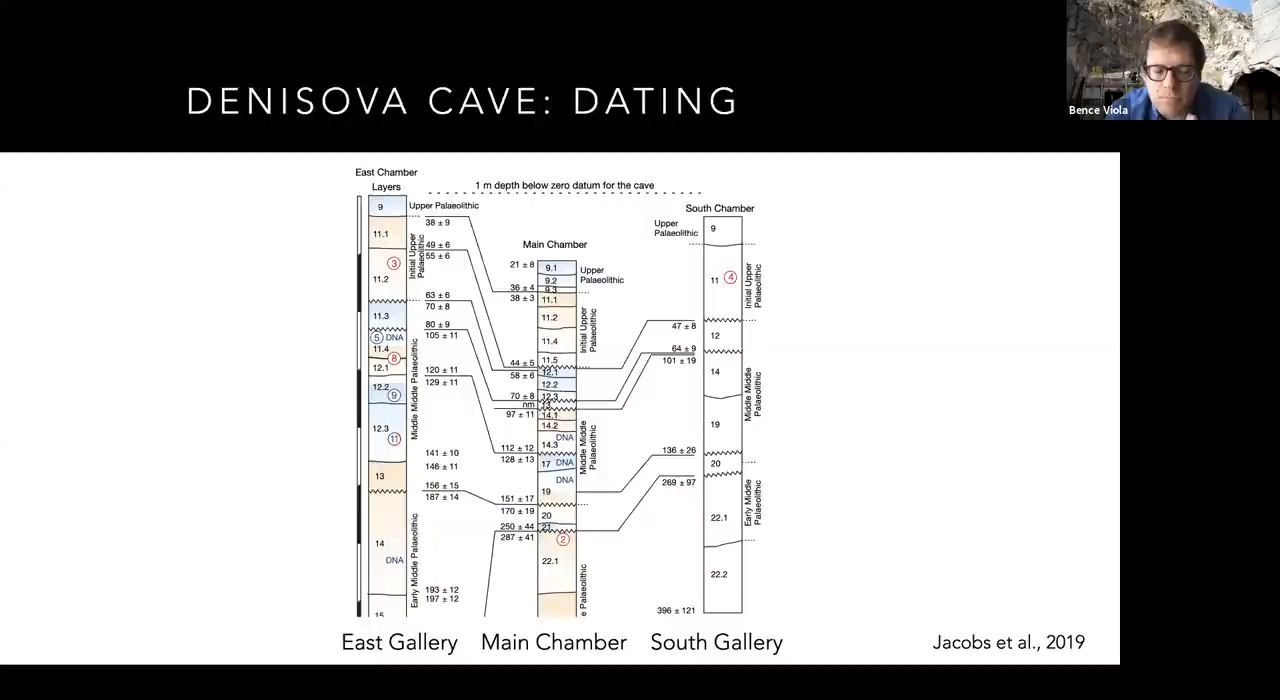 DENISOVA CAVE: DATING
Bence Viola
East Chamber
Layers
1 m depth below zero datum for the cave
9
Upper Palaeolithic
38 ± 9
11.1
49 ± 6
55 ± 6
3
11.2
Initial Upper
Palaeolithic
63 ± 6
70 ± 8
11.3
80 ± 9
105 ± 11
5 DNA
11.4
8
12.1
120 ± 11
129 ± 11
12.2
9
12.3
11
Middle Middle Palaeolithic
141 ± 10
146 ± 11
13
156 ± 15
187 ± 14
14
DNA
Early Middle Palaeolithic
193 ± 12
197 ± 12
15
Main Chamber
21 ± 8
9.1
9.2
Upper
Palaeolithic
36 ± 4
9.3
38 ± 3
11.1
11.2
11.4
11.5
Initial Upper
Palaeolithic
44 ± 5
58 ± 6
12.1
12.2
70 ± 8
12.3
nm
13
97 ± 11
14.1
14.2
DNA
14.3
112 ± 12
128 ± 13
17 DNA
DNA
19
Middle Middle
Palaeolithic
151 ± 17
170 ± 19
20
250 ± 44
21
287 ± 41
2
22.1
e Palaeolithic
South Chamber
Upper
Palaeolithic
9
11
4
Initial Upper
Palaeolithic
47 ± 8
12
64 ± 9
101 ± 19
14
19
Middle Middle
Palaeolithic
136 ± 26
20
269 ± 97
22.1
Early Middle
Palaeolithic
22.2
396 ± 121
East Gallery
Main Chamber
South Gallery
Jacobs et al., 2019